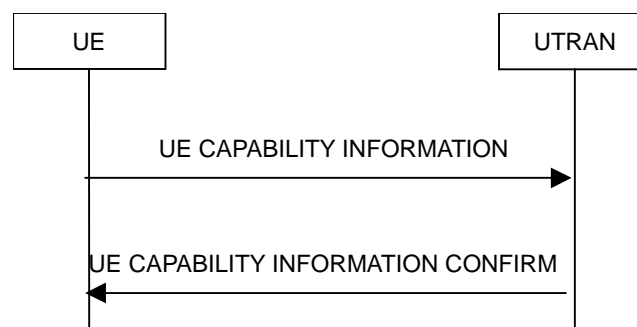 UE
UTRAN
UE CAPABILITY INFORMATION
UE CAPABILITY INFORMATION CONFIRM